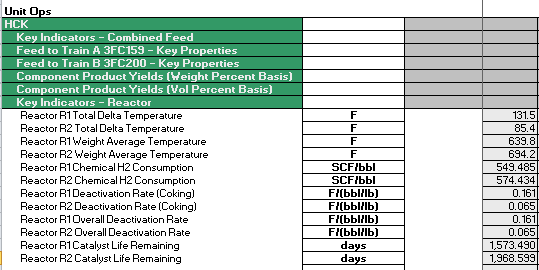 Unit Ops
HCK
Key Indicators - Combined Feed
Feed to Train A 3FC159 - Key Properties
Feed to Train B 3FC200 - Key Properties
Component Product Yields (Weight Percent Basis)
Component Product Yields (Vol Percent Basis)
Key Indicators - Reactor
Reactor R1 Total Delta Temperature F 131.5
Reactor R2 Total Delta Temperature F 85.4
Reactor R1 Weight Average Temperature F 639.8
Reactor R2 Weight Average Temperature F 694.2
Reactor R1 Chemical H2 Consumption SCF/bbl 549.485
Reactor R2 Chemical H2 Consumption SCF/bbl 574.434
Reactor R1 Deactivation Rate (Coking) F/(bbl/lb) 0.161
Reactor R2 Deactivation Rate (Coking) F/(bbl/lb) 0.065
Reactor R1 Overall Deactivation Rate F/(bbl/lb) 0.161
Reactor R2 Overall Deactivation Rate F/(bbl/lb) 0.065
Reactor R1 Catalyst Life Remaining days 1,573.490
Reactor R2 Catalyst Life Remaining days 1,968.599